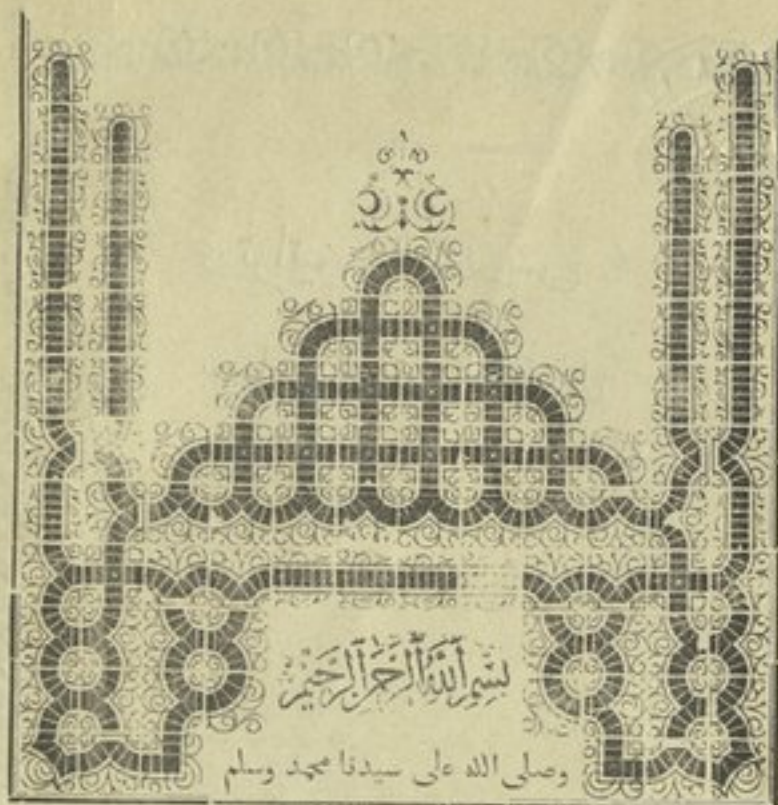 بسم الله الرحمن الرحيم
وصلى الله على سيدنا محمد وسلم